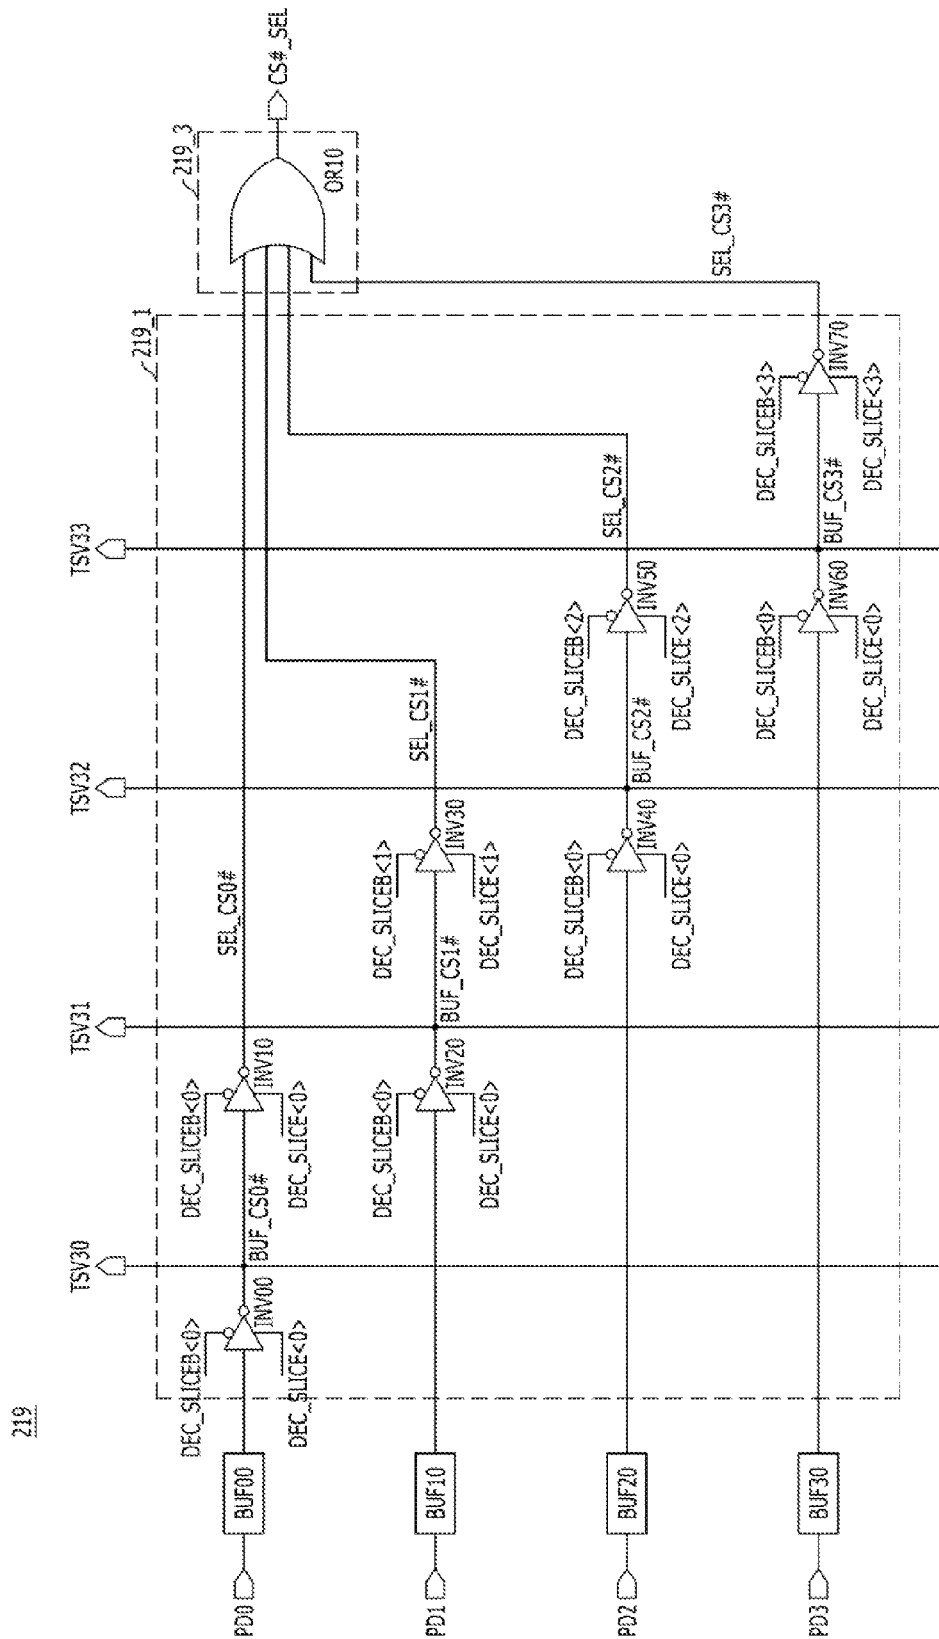 219
PD0
BUF00
DEC_SLICEB<0>
INV00
DEC_SLICE<0>
TSV30
BUF_CS0#
DEC_SLICEB<0>
INV10
DEC_SLICE<0>
SEL_CS0#
TSV31
PD1
BUF10
DEC_SLICEB<0>
INV20
DEC_SLICE<0>
BUF_CS1#
DEC_SLICEB<1>
INV30
DEC_SLICE<1>
SEL_CS1#
TSV32
PD2
BUF20
DEC_SLICEB<0>
INV40
DEC_SLICE<0>
BUF_CS2#
DEC_SLICEB<2>
INV50
DEC_SLICE<2>
SEL_CS2#
TSV33
PD3
BUF30
DEC_SLICEB<0>
INV60
DEC_SLICE<0>
BUF_CS3#
DEC_SLICEB<3>
INV70
DEC_SLICE<3>
SEL_CS3#
219_1
219_3
OR10
CS#_SEL